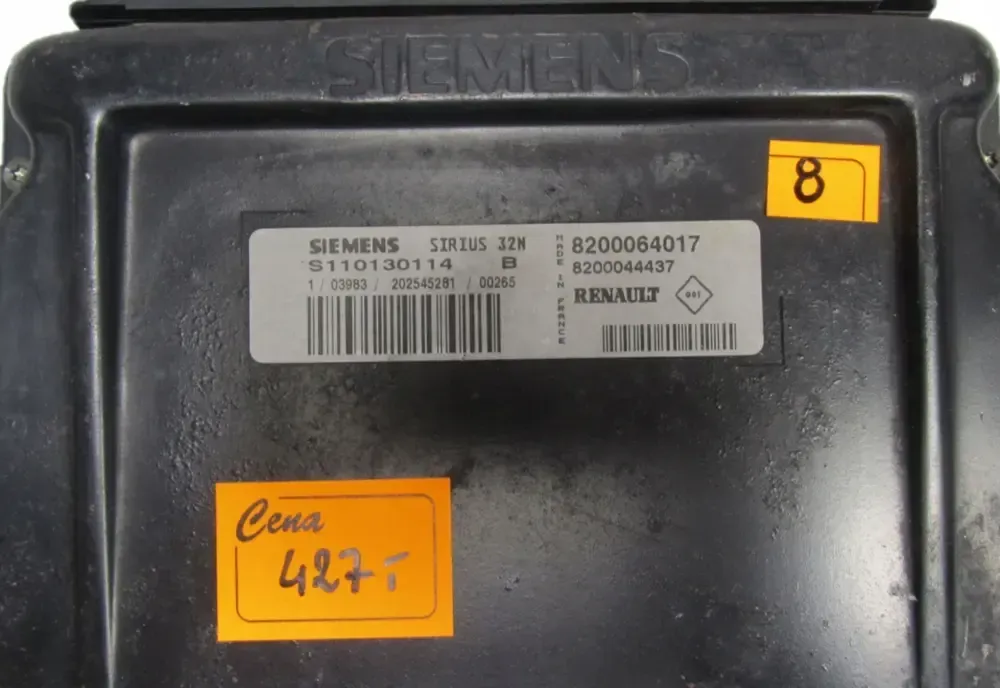 SIEMENS
8
SIEMENS SIRIUS 32N
S110130114 B
1 / 03983 / 202545281 / 00265
MADE IN FRANCE
8200064017
8200044437
RENAULT
Cena
427